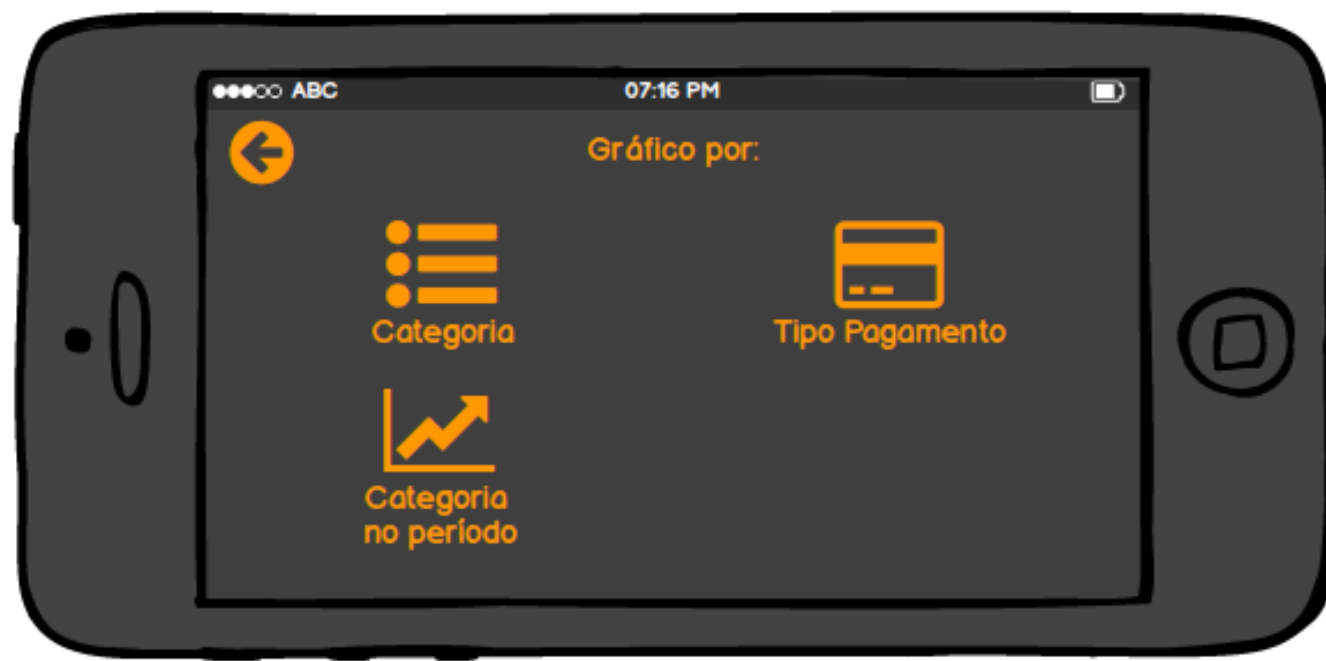 ABC
07:16 PM
Gráfico por:
Categoria
Tipo Pagamento
Categoria
no período